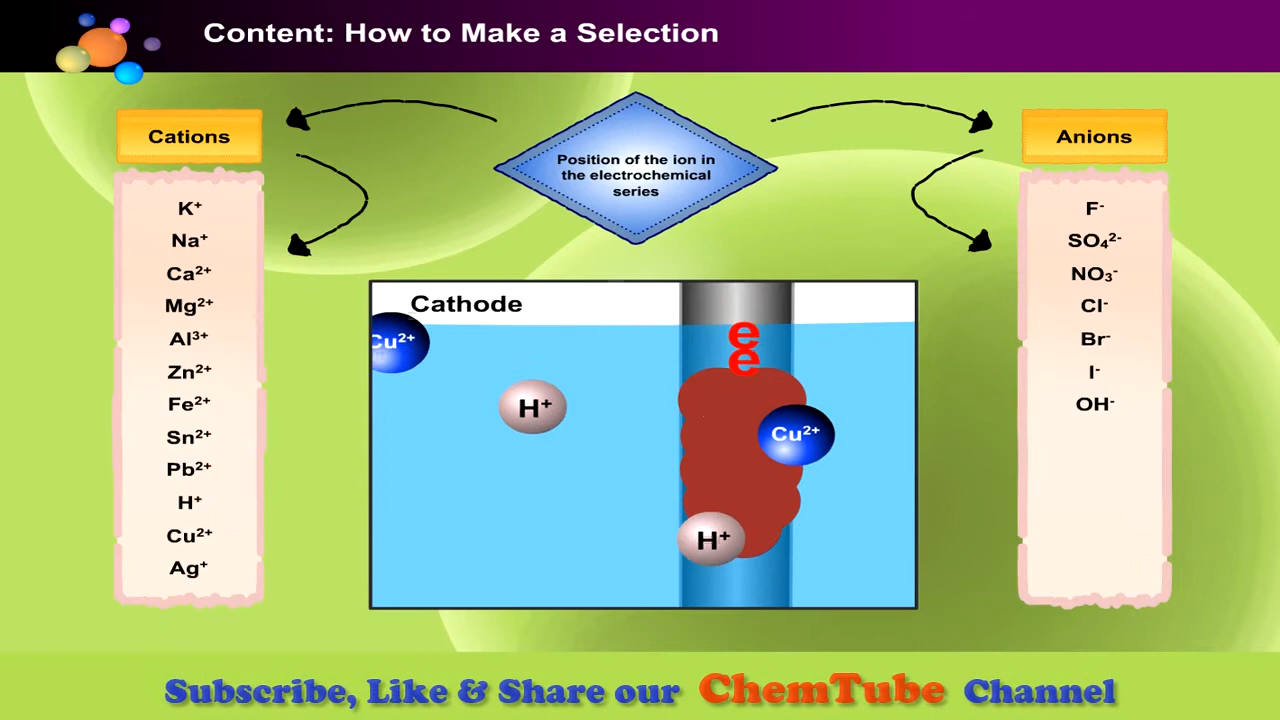 Content: How to Make a Selection
Cations
Position of the ion in
the electrochemical
series
Anions
K⁺
Na⁺
Ca²⁺
Mg²⁺
Al³⁺
Zn²⁺
Fe²⁺
Sn²⁺
Pb²⁺
H⁺
Cu²⁺
Ag⁺
Cathode
Cu²⁺
e
e
H⁺
Cu²⁺
H⁺
F⁻
SO₄²⁻
NO₃⁻
Cl⁻
Br⁻
I⁻
OH⁻
Subscribe, Like & Share our ChemTube Channel